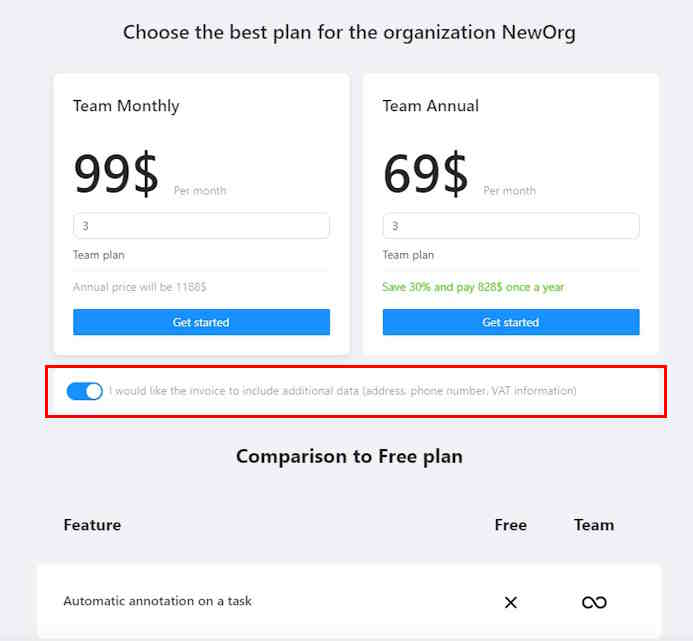 Choose the best plan for the organization NewOrg
Team Monthly
99$ Per month
3
Team plan
Annual price will be 1188$
Get started
Team Annual
69$ Per month
3
Team plan
Save 30% and pay 828$ once a year
Get started
I would like the invoice to include additional data (address, phone number, VAT information)
Comparison to Free plan
Feature Free Team
Automatic annotation on a task